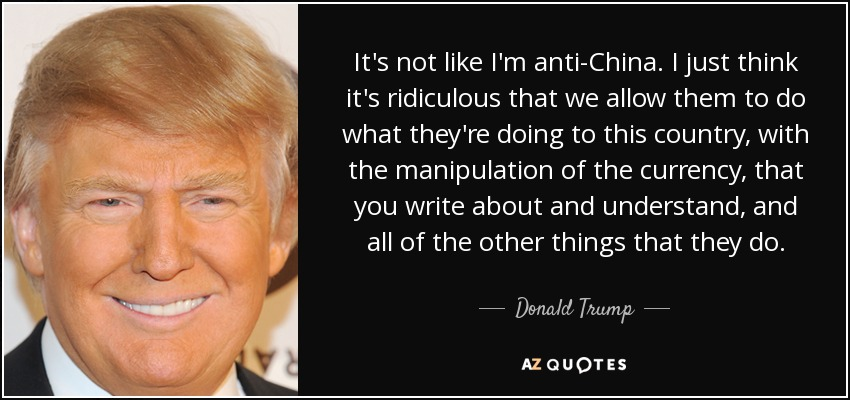 It's not like I'm anti-China. I just think
it's ridiculous that we allow them to do
what they're doing to this country, with
the manipulation of the currency, that
you write about and understand, and
all of the other things that they do.
Donald Trump
AZ QUOTES